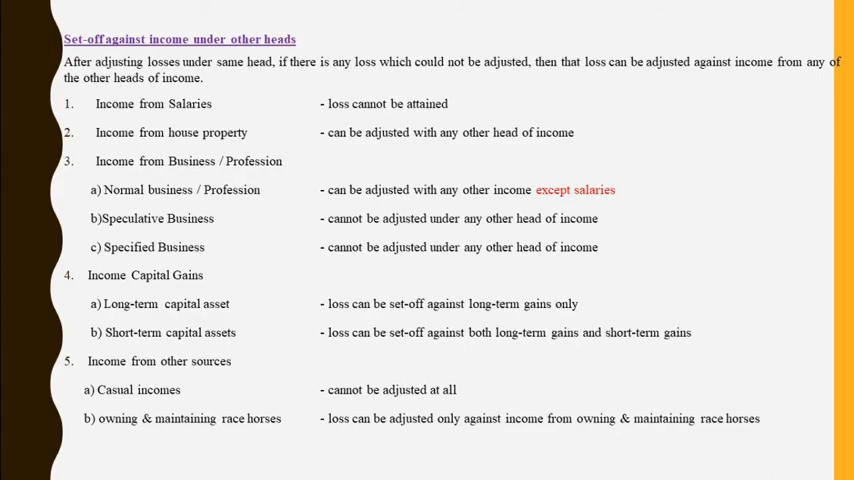 Set-off against income under other heads
After adjusting losses under same head, if there is any loss which could not be adjusted, then that loss can be adjusted against income from any of
the other heads of income.
1. Income from Salaries - loss cannot be attained
2. Income from house property - can be adjusted with any other head of income
3. Income from Business / Profession
a) Normal business / Profession - can be adjusted with any other income except salaries
b)Speculative Business - cannot be adjusted under any other head of income
c) Specified Business - cannot be adjusted under any other head of income
4. Income Capital Gains
a) Long-term capital asset - loss can be set-off against long-term gains only
b) Short-term capital assets - loss can be set-off against both long-term gains and short-term gains
5. Income from other sources
a) Casual incomes - cannot be adjusted at all
b) owning & maintaining race horses - loss can be adjusted only against income from owning & maintaining race horses